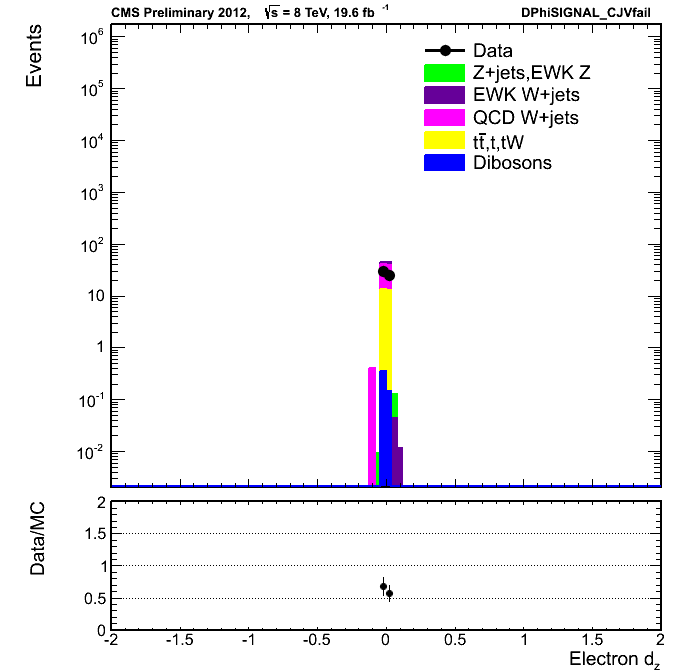 CMS Preliminary 2012, √s = 8 TeV, 19.6 fb⁻¹ DPhiSIGNAL_CJVfail
Events
10⁶
10⁵
10⁴
10³
10²
10
1
10⁻¹
10⁻²
Data
Z+jets,EWK Z
EWK W+jets
QCD W+jets
tt̄,t,tW
Dibosons
Data/MC
2
1.5
1
0.5
0
-2 -1.5 -1 -0.5 0 0.5 1 1.5 2
Electron d_z